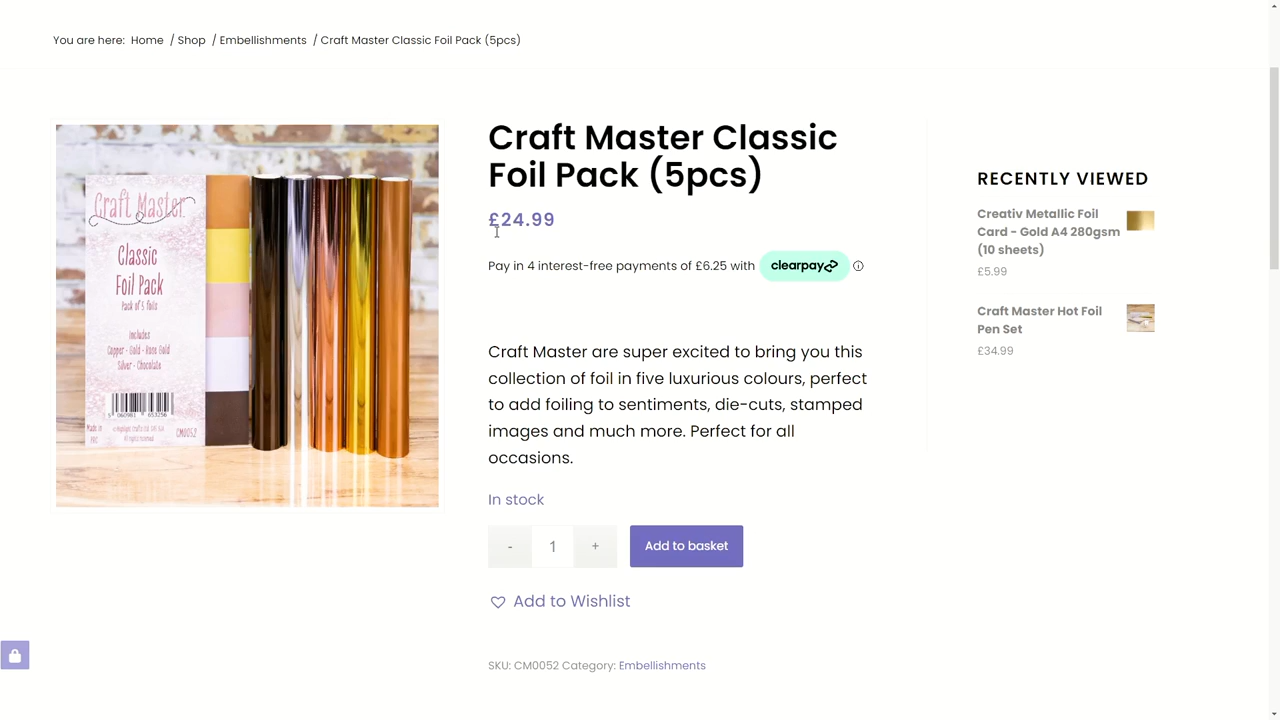 You are here: Home / Shop / Embellishments / Craft Master Classic Foil Pack (5pcs)
Craft Master
Classic
Foil Pack
Pack of 5 foils
Includes
Copper - Gold - Rose Gold
Silver - Chocolate
Made in
PRC
All rights reserved
CM0052
Craft Master Classic
Foil Pack (5pcs)
£24.99
Pay in 4 interest-free payments of £6.25 with clearpay
Craft Master are super excited to bring you this
collection of foil in five luxurious colours, perfect
to add foiling to sentiments, die-cuts, stamped
images and much more. Perfect for all
occasions.
In stock
- 1 + Add to basket
Add to Wishlist
SKU: CM0052 Category: Embellishments
RECENTLY VIEWED
Creativ Metallic Foil
Card - Gold A4 280gsm
(10 sheets)
£5.99
Craft Master Hot Foil
Pen Set
£34.99